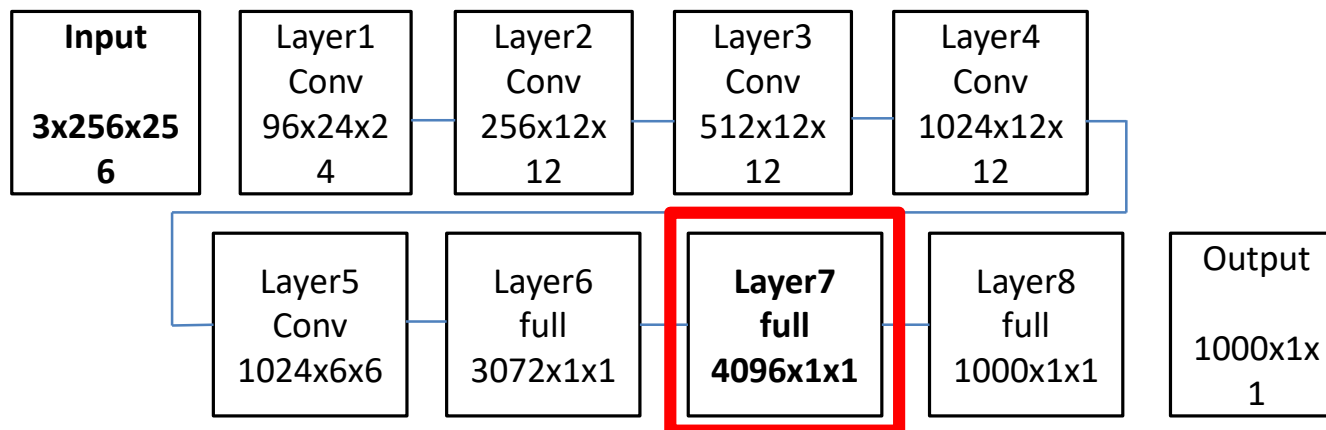 Input
3x256x25
6
Layer1
Conv
96x24x2
4
Layer2
Conv
256x12x
12
Layer3
Conv
512x12x
12
Layer4
Conv
1024x12x
12
Layer5
Conv
1024x6x6
Layer6
full
3072x1x1
Layer7
full
4096x1x1
Layer8
full
1000x1x1
Output
1000x1x
1